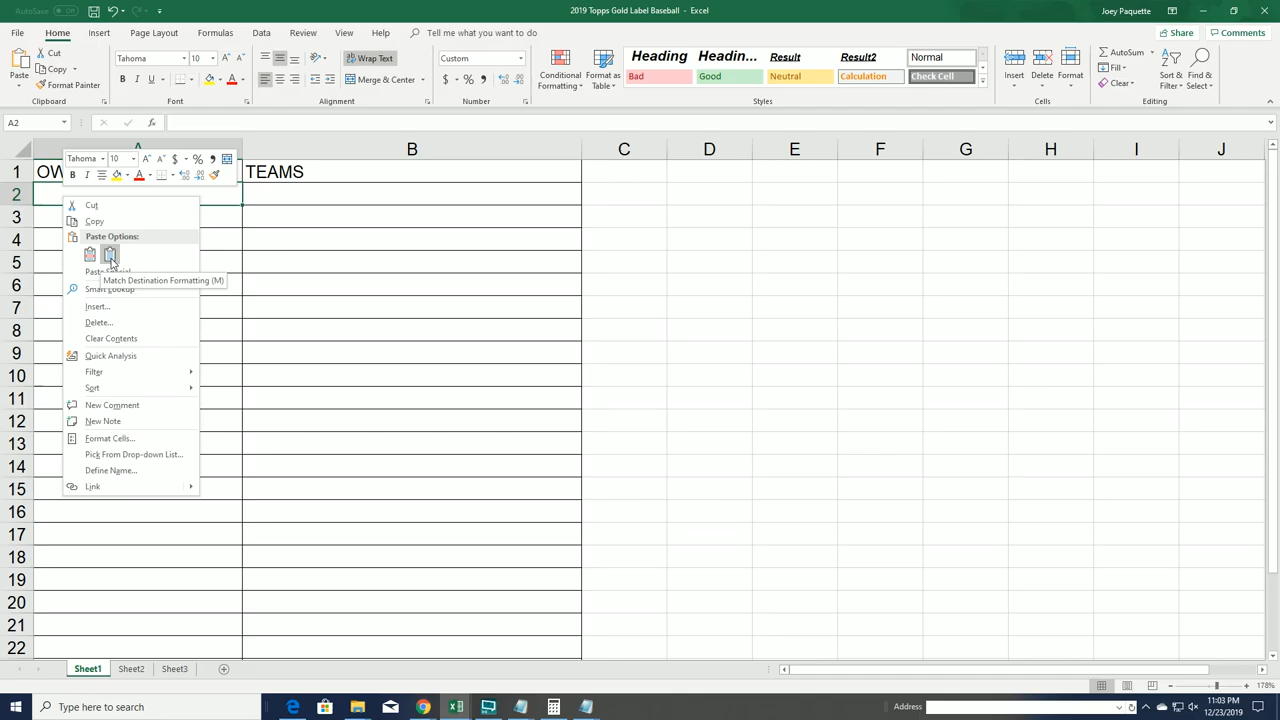 AutoSave Off
2019 Topps Gold Label Baseball - Excel
Joey Paquette
File Home Insert Page Layout Formulas Data Review View Help Tell me what you want to do
Share Comments
Paste
Cut
Copy
Format Painter
Clipboard
Tahoma 10
B I U
Font
Wrap Text
Merge & Center
Alignment
Custom
$ % ,
Number
Conditional
Formatting
Format as
Table
Heading Headin... Result Result2 Normal
Bad Good Neutral Calculation Check Cell
Styles
Insert Delete Format
Cells
AutoSum
Fill
Clear
Sort &
Filter
Find &
Select
Editing
A2
fx
A B C D E F G H I J
Tahoma 10 $ % ,
B I
1 OW TEAMS
2
3
4
5
6
7
8
9
10
11
12
13
14
15
16
17
18
19
20
21
22
Cut
Copy
Paste Options:
Paste Special...
Match Destination Formatting (M)
Smart Lookup
Insert...
Delete...
Clear Contents
Quick Analysis
Filter
Sort
New Comment
New Note
Format Cells...
Pick From Drop-down List...
Define Name...
Link
Sheet1 Sheet2 Sheet3
178%
Type here to search
Address
11:03 PM
12/23/2019